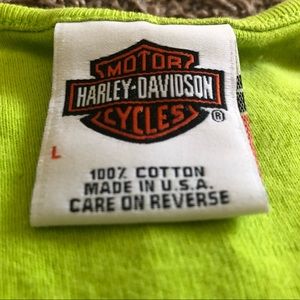 MOTOR
HARLEY-DAVIDSON
CYCLES
®
L
100% COTTON
MADE IN U.S.A.
CARE ON REVERSE